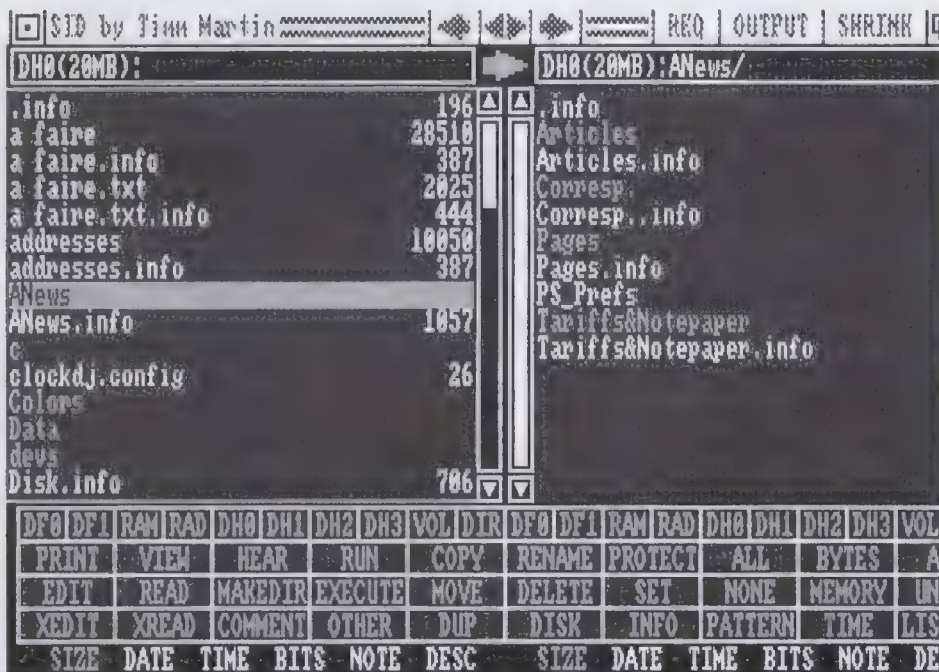 SID by Timm Martin REQ OUTPUT SHRINK
DH0(20MB): DH0(20MB):ANews/
.info 196
a faire 28510
a faire.info 387
a faire.txt 2025
a faire.txt.info 444
addresses 10050
addresses.info 387
ANews
ANews.info 1057
c
clockdj.config 26
Colors
Data
devs
Disk.info 706
.info
Articles
Articles.info
Corresp.
Corresp..info
Pages
Pages.info
PS_Prefs
Tariffs&Notepaper
Tariffs&Notepaper.info
DF0 DF1 RAM RAD DH0 DH1 DH2 DH3 VOL DIR DF0 DF1 RAM RAD DH0 DH1 DH2 DH3 VOL
PRINT VIEW HEAR RUN COPY RENAME PROTECT ALL BYTES A
EDIT READ MAKEDIR EXECUTE MOVE DELETE SET NONE MEMORY UN
XEDIT XREAD COMMENT OTHER DUP DISK INFO PATTERN TIME LIS
SIZE DATE TIME BITS NOTE DESC SIZE DATE TIME BITS NOTE DE